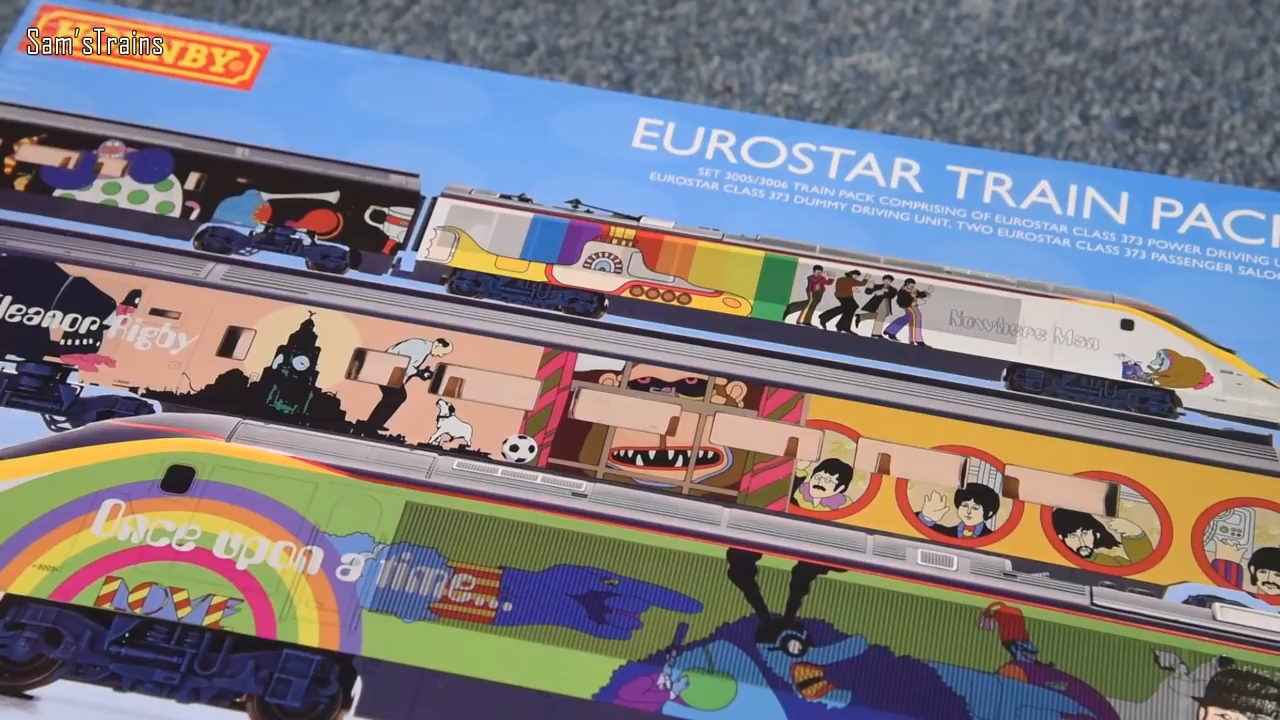 Sam'sTrains
HORNBY
EUROSTAR TRAIN PACK
SET 3005/3006 TRAIN PACK COMPRISING OF EUROSTAR CLASS 373 POWER DRIVING
EUROSTAR CLASS 373 DUMMY DRIVING UNIT, TWO EUROSTAR CLASS 373 PASSENGER
Nowhere Man
Eleanor Rigby
Once upon a time...
LOVE